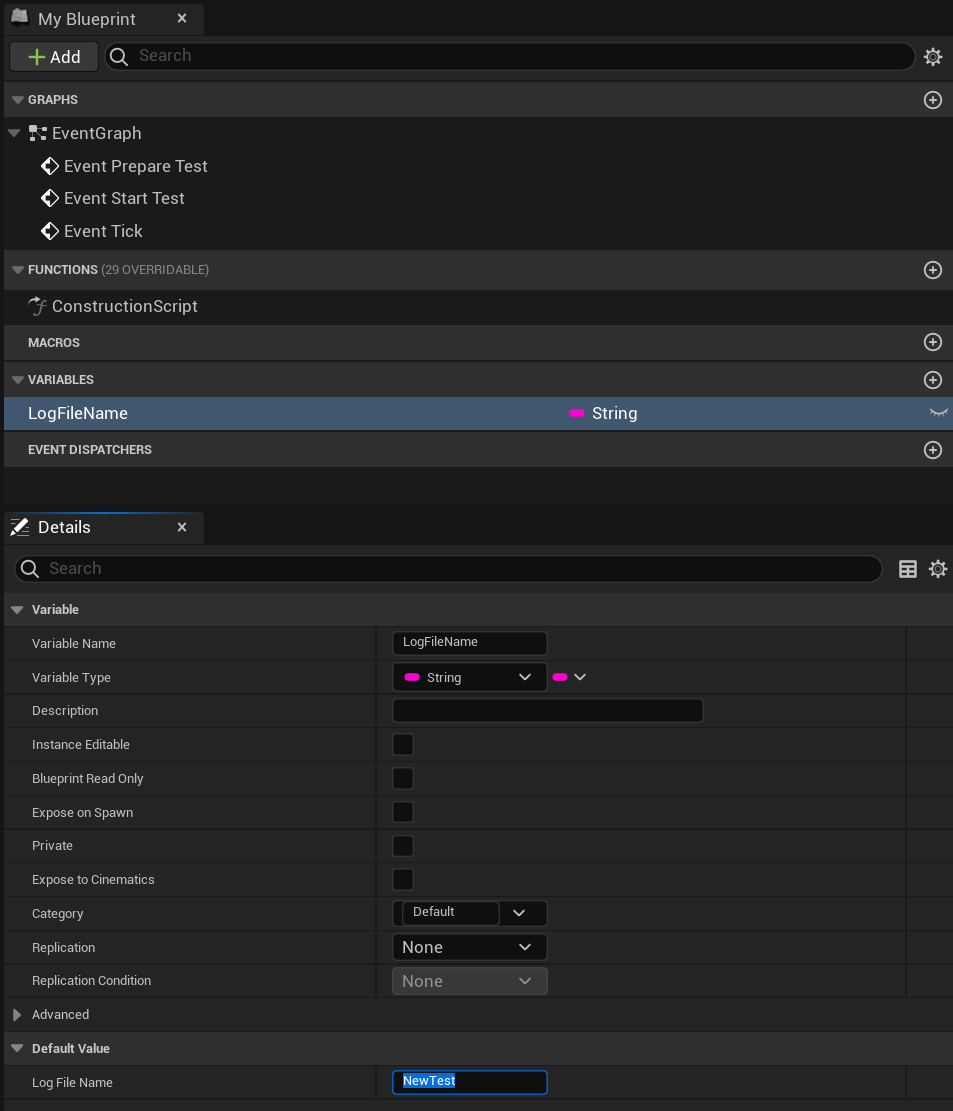 My Blueprint
Add
Search
GRAPHS
EventGraph
Event Prepare Test
Event Start Test
Event Tick
FUNCTIONS (29 OVERRIDABLE)
ConstructionScript
MACROS
VARIABLES
LogFileName String
EVENT DISPATCHERS
Details
Search
Variable
Variable Name LogFileName
Variable Type String
Description
Instance Editable
Blueprint Read Only
Expose on Spawn
Private
Expose to Cinematics
Category Default
Replication None
Replication Condition None
Advanced
Default Value
Log File Name NewTest